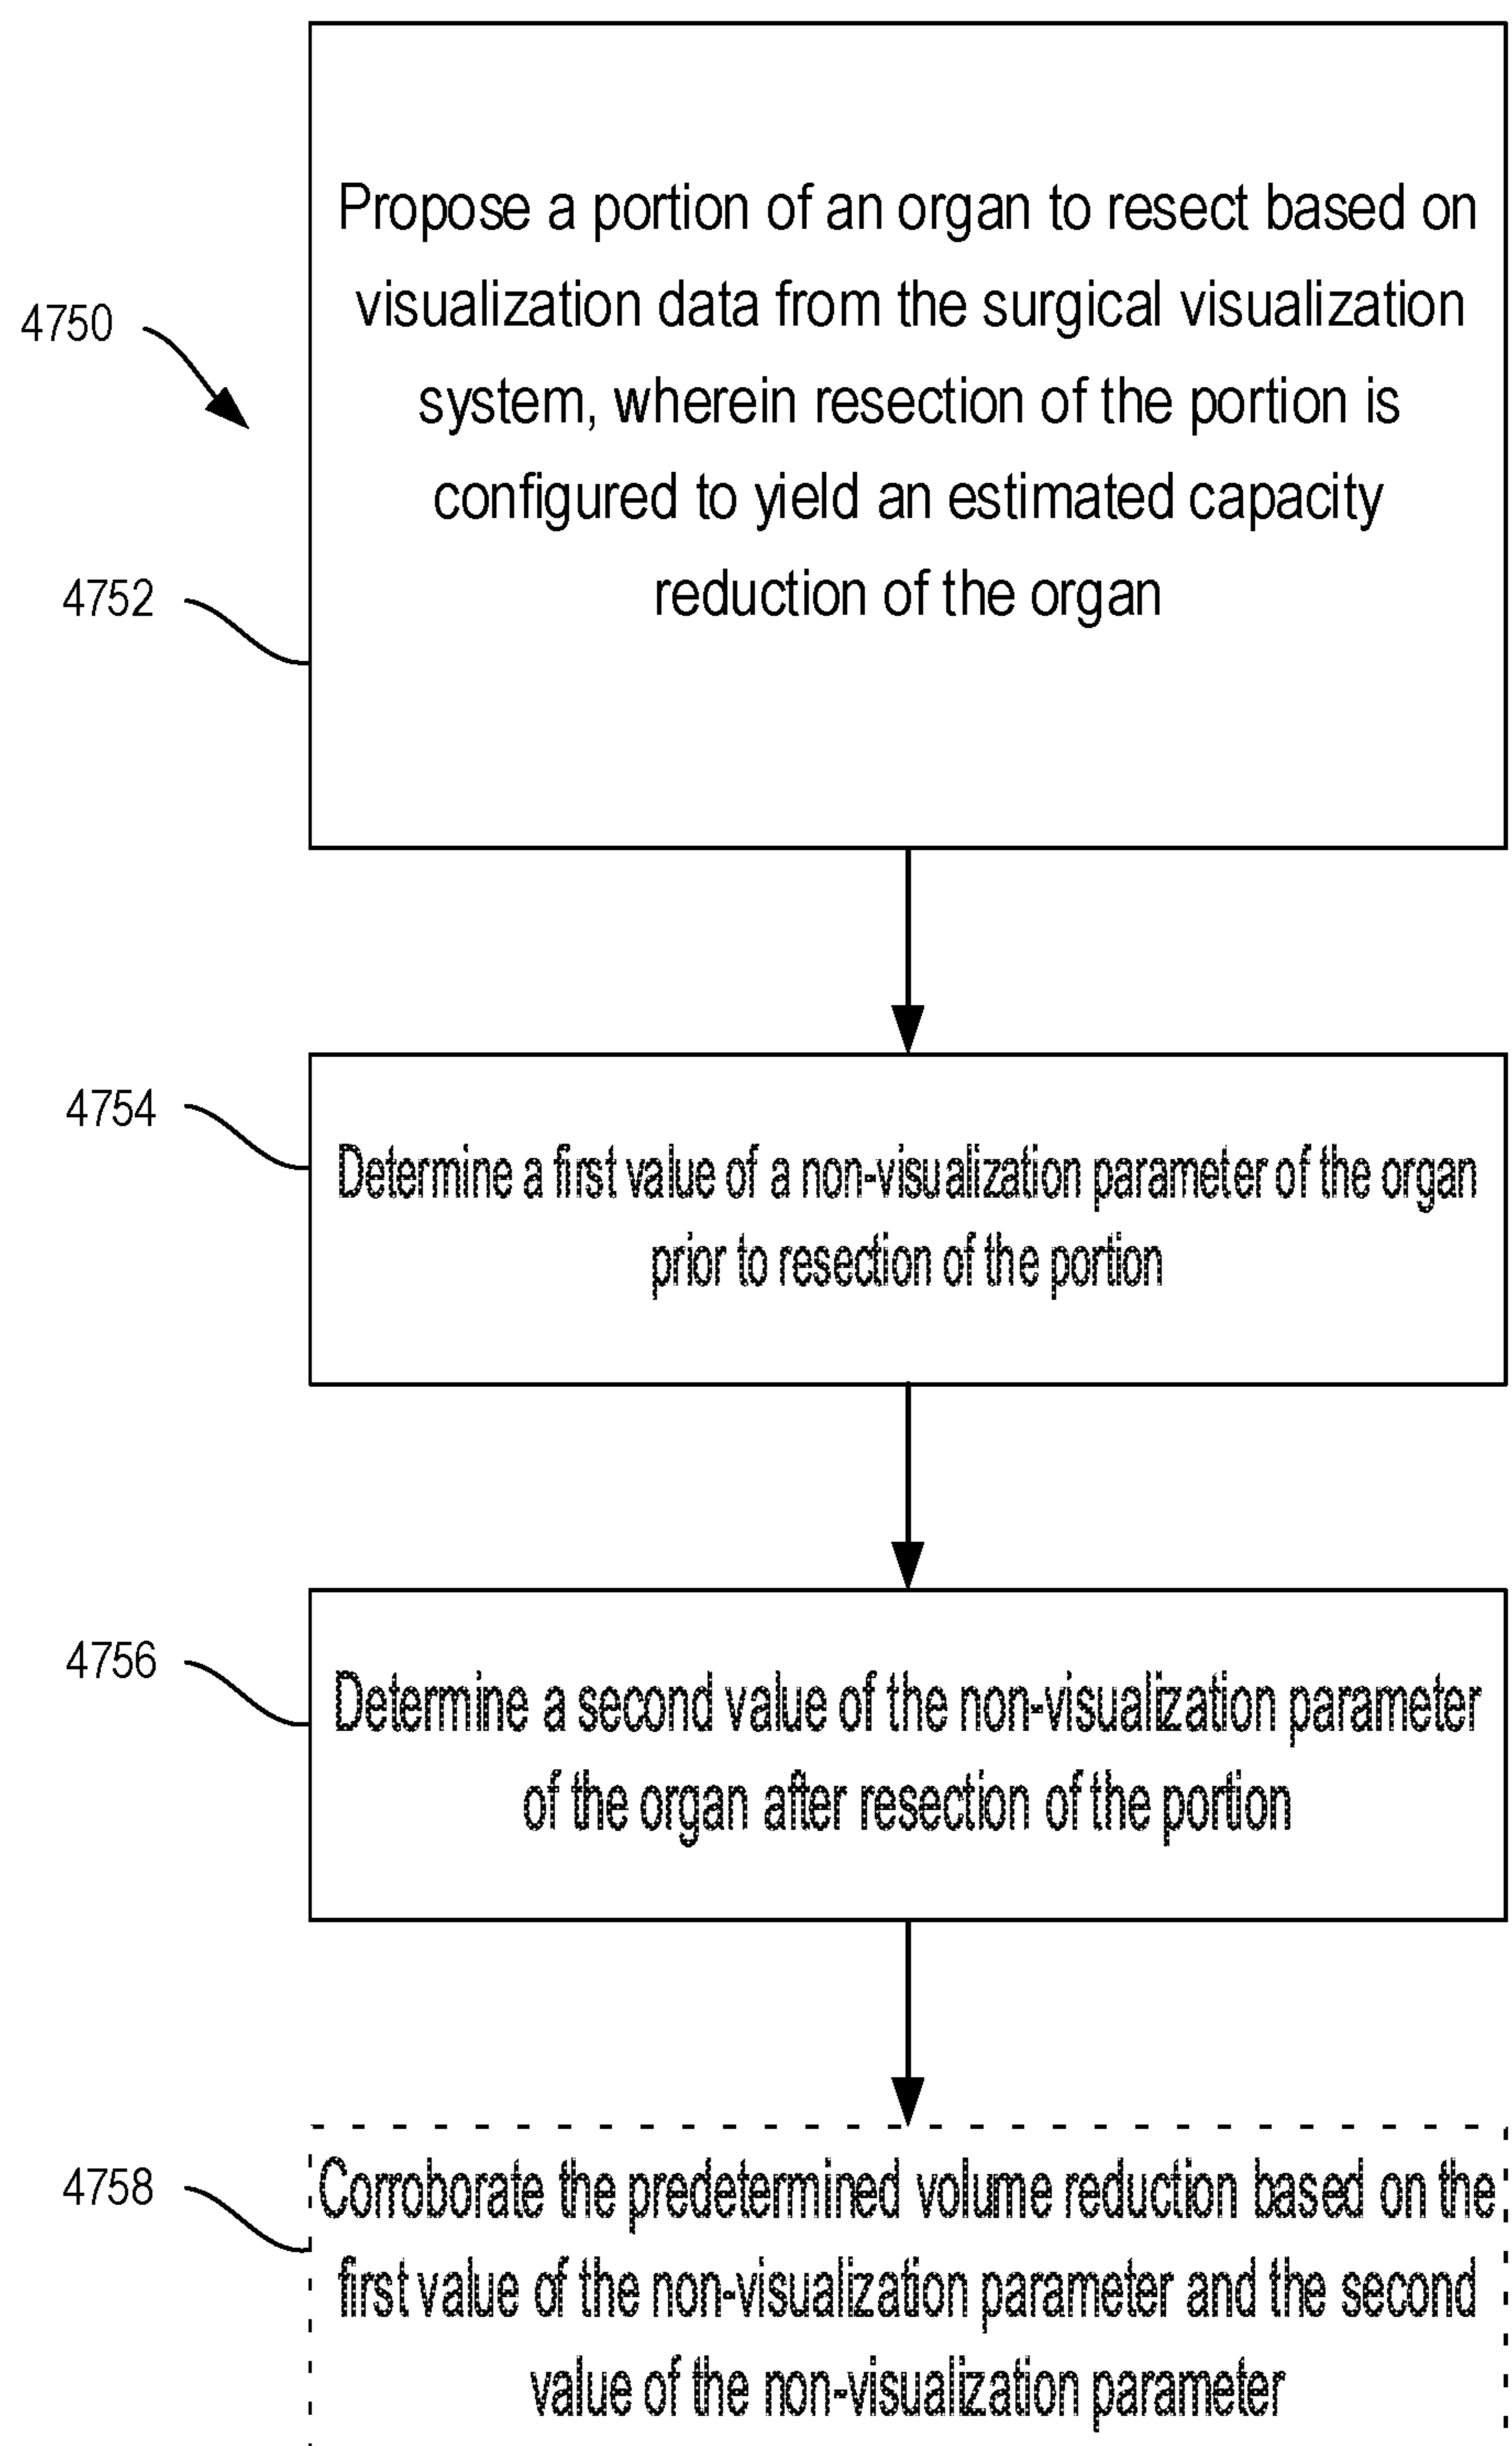 Propose a portion of an organ to resect based on
visualization data from the surgical visualization
4750
system, wherein resection of the portion is
configured to yield an estimated capacity
4752
reduction of the organ
4754
Determine a first value of a non-visualization parameter of the organ
prior to resection of the portion
4756
Determine a second value of the non-visualization parameter
of the organ after resection of the portion
4758
Corroborate the predetermined volume reduction based on the
first value of the non-visualization parameter and the second
value of the non-visualization parameter